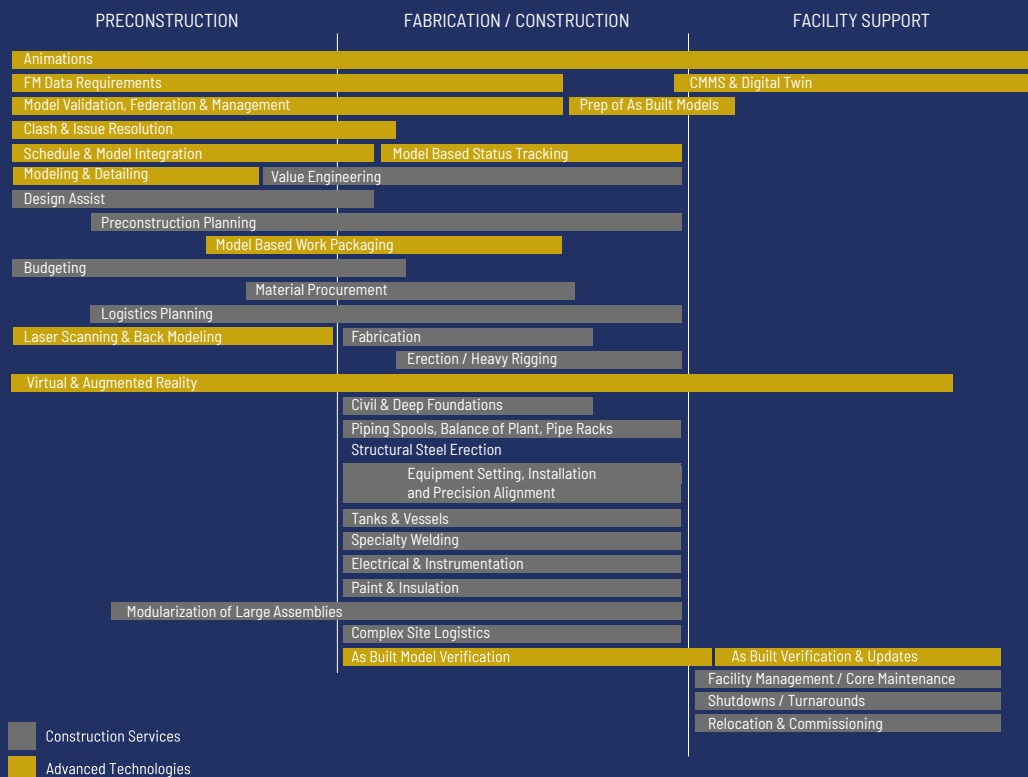 PRECONSTRUCTION
FABRICATION / CONSTRUCTION
FACILITY SUPPORT
Animations
FM Data Requirements
CMMS & Digital Twin
Model Validation, Federation & Management
Prep of As Built Models
Clash & Issue Resolution
Schedule & Model Integration
Model Based Status Tracking
Modeling & Detailing
Value Engineering
Design Assist
Preconstruction Planning
Model Based Work Packaging
Budgeting
Material Procurement
Logistics Planning
Laser Scanning & Back Modeling
Fabrication
Erection / Heavy Rigging
Virtual & Augmented Reality
Civil & Deep Foundations
Piping Spools, Balance of Plant, Pipe Racks
Structural Steel Erection
Equipment Setting, Installation
and Precision Alignment
Tanks & Vessels
Specialty Welding
Electrical & Instrumentation
Paint & Insulation
Modularization of Large Assemblies
Complex Site Logistics
As Built Model Verification
As Built Verification & Updates
Facility Management / Core Maintenance
Shutdowns / Turnarounds
Relocation & Commissioning
Construction Services
Advanced Technologies